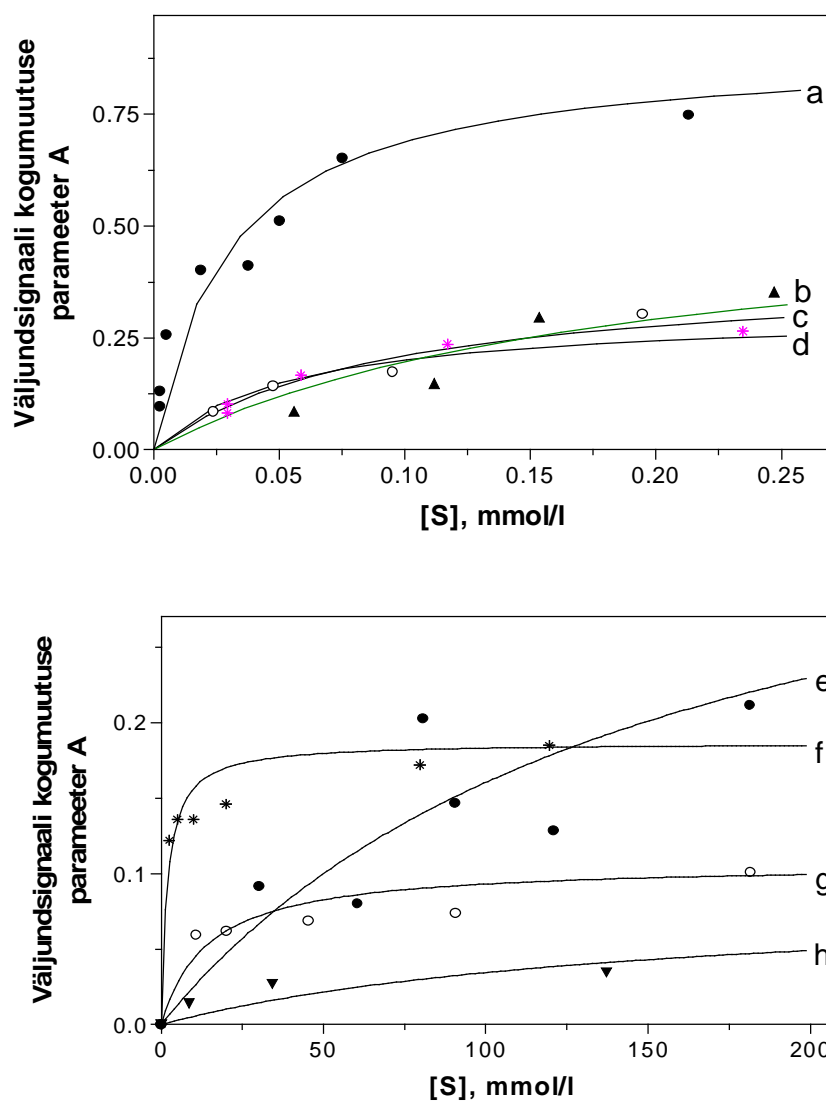 Väljundsignaali kogumuutuse
parameeter A
0.75
0.50
0.25
0.00
a
b
c
d
0.00
0.05
0.10
0.15
0.20
0.25
[S], mmol/l
Väljundsignaali kogumuutuse
parameeter A
0.2
0.1
0.0
e
f
g
h
0
50
100
150
200
[S], mmol/l